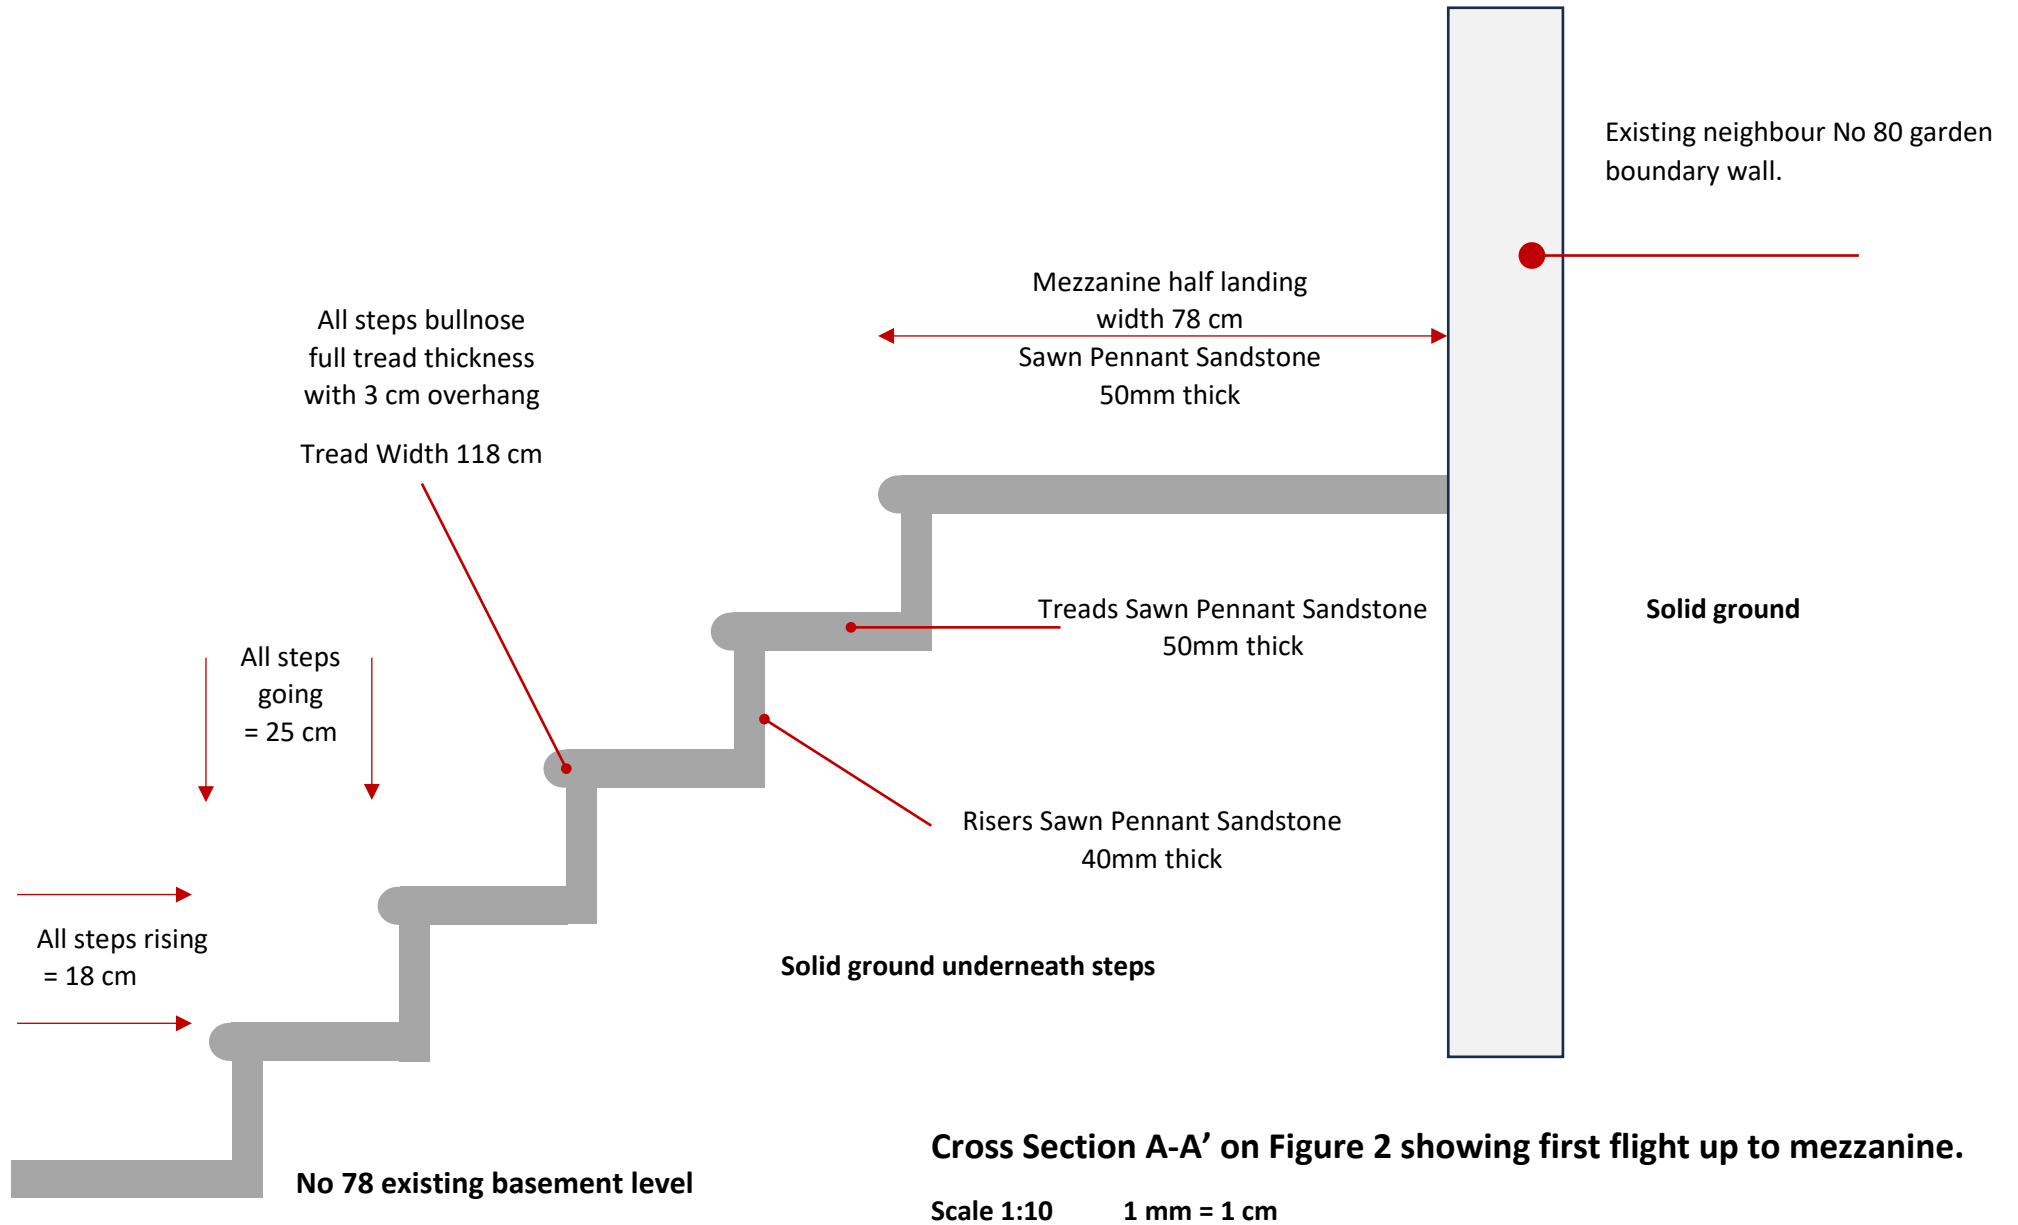 Existing neighbour No 80 garden
boundary wall.
Mezzanine half landing
width 78 cm
Sawn Pennant Sandstone
50mm thick
All steps bullnose
full tread thickness
with 3 cm overhang
Tread Width 118 cm
Treads Sawn Pennant Sandstone
50mm thick
Solid ground
All steps
going
= 25 cm
Risers Sawn Pennant Sandstone
40mm thick
All steps rising
= 18 cm
Solid ground underneath steps
No 78 existing basement level
Cross Section A-A’ on Figure 2 showing first flight up to mezzanine.
Scale 1:10 1 mm = 1 cm